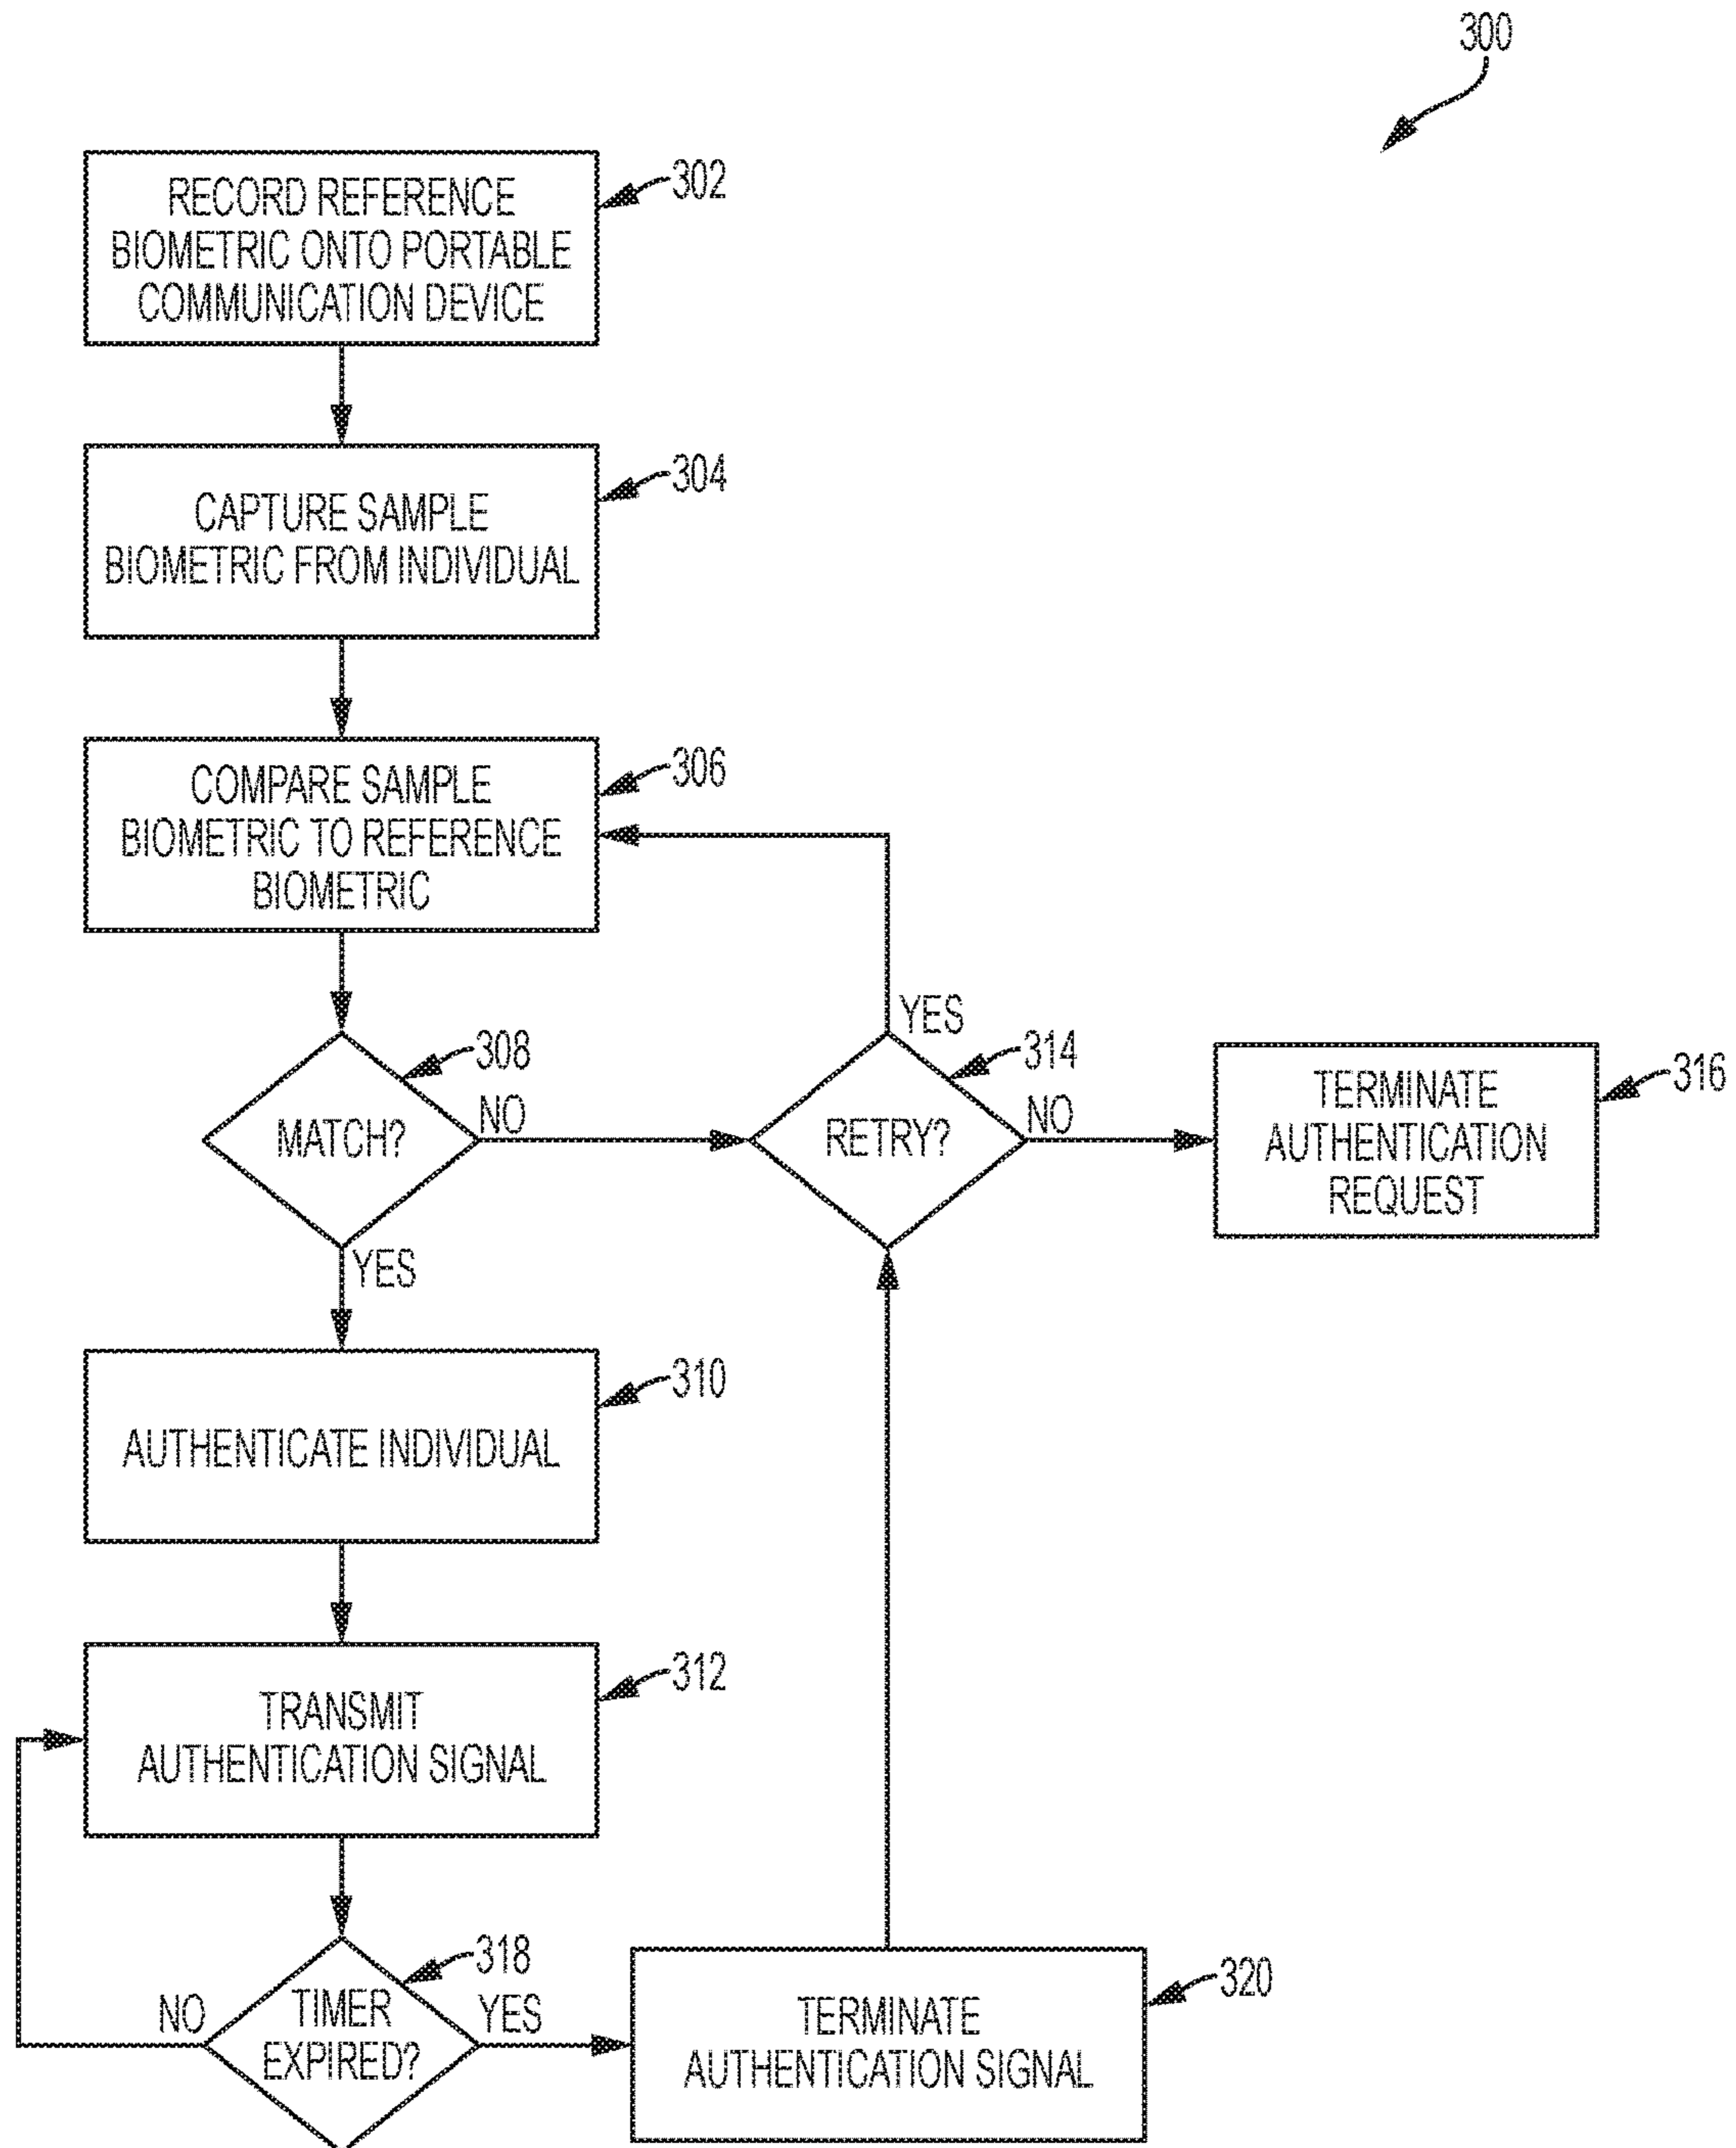 300
RECORD REFERENCE
BIOMETRIC ONTO PORTABLE
COMMUNICATION DEVICE
302
CAPTURE SAMPLE
BIOMETRIC FROM INDIVIDUAL
304
COMPARE SAMPLE
BIOMETRIC TO REFERENCE
BIOMETRIC
306
MATCH?
308
NO
YES
RETRY?
314
YES
NO
TERMINATE
AUTHENTICATION
REQUEST
316
AUTHENTICATE INDIVIDUAL
310
TRANSMIT
AUTHENTICATION SIGNAL
312
TIMER
EXPIRED?
318
NO
YES
TERMINATE
AUTHENTICATION SIGNAL
320